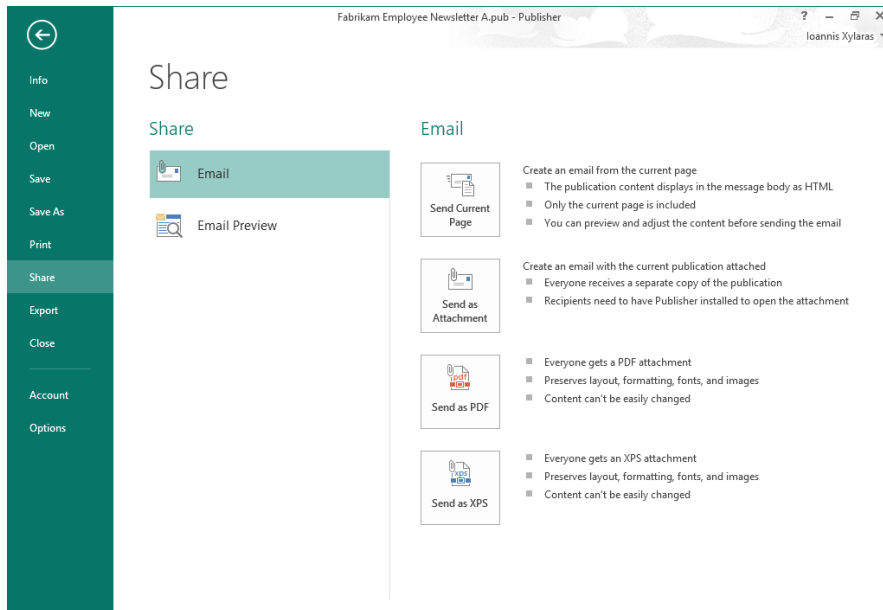 Fabrikam Employee Newsletter A.pub - Publisher
?
Ioannis Xylaras
Info
New
Open
Save
Save As
Print
Share
Export
Close
Account
Options
Share
Share
Email
Email Preview
Email
Send Current
Page
Create an email from the current page
The publication content displays in the message body as HTML
Only the current page is included
You can preview and adjust the content before sending the email
Send as
Attachment
Create an email with the current publication attached
Everyone receives a separate copy of the publication
Recipients need to have Publisher installed to open the attachment
pdf
Send as PDF
Everyone gets a PDF attachment
Preserves layout, formatting, fonts, and images
Content can't be easily changed
xps
Send as XPS
Everyone gets an XPS attachment
Preserves layout, formatting, fonts, and images
Content can't be easily changed